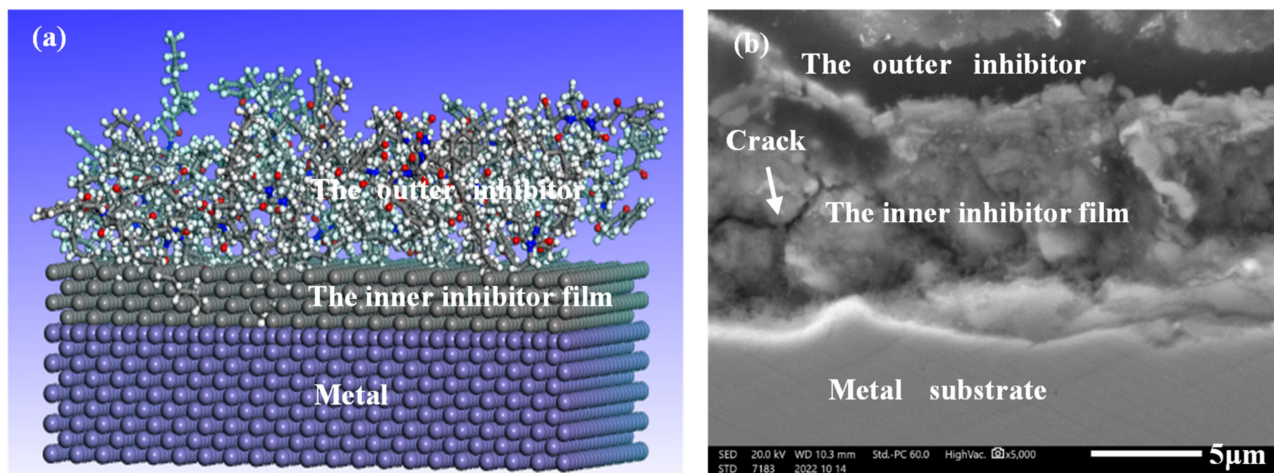 (a)
The outter inhibitor
The inner inhibitor film
Metal
(b)
The outter inhibitor
Crack
The inner inhibitor film
Metal substrate
SED 20.0 kV WD 10.3 mm Std.-PC 60.0 HighVac. x5,000
STD 7183 2022 10 14
5μm